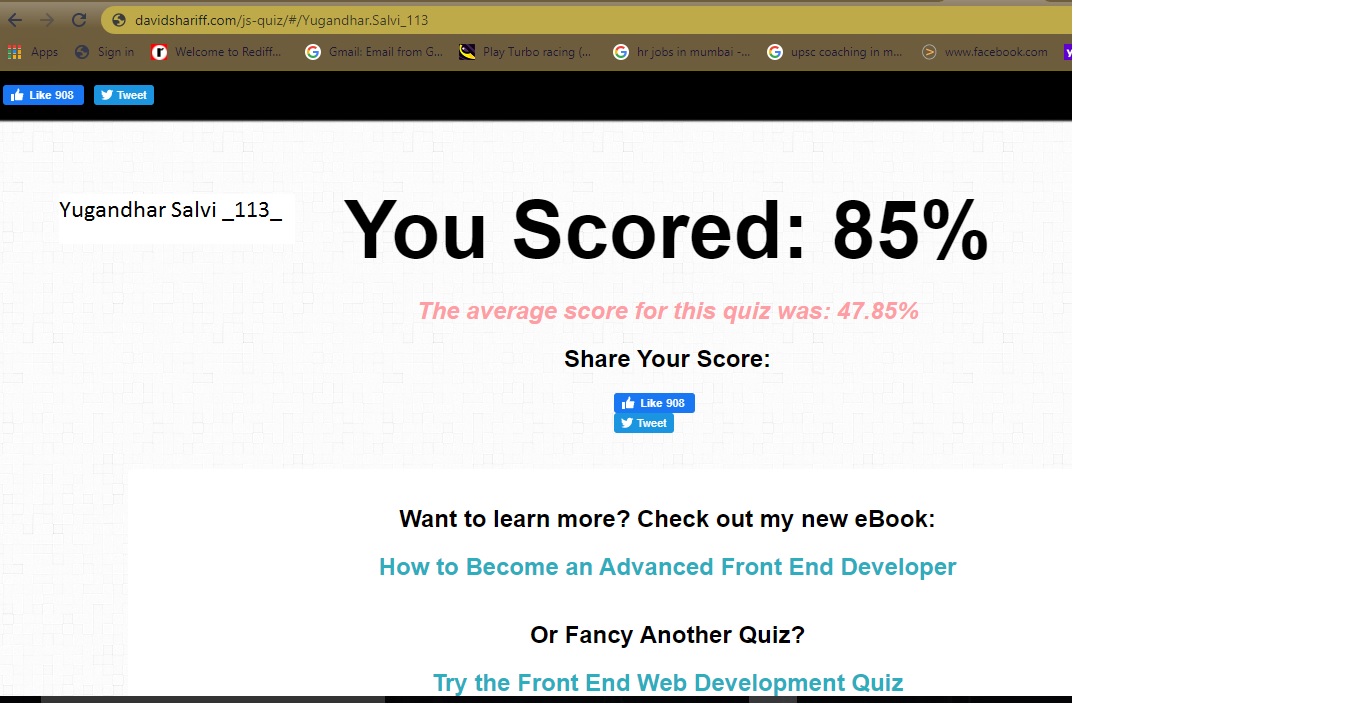 davidshariff.com/js-quiz/#/Yugandhar.Salvi_113
Apps Sign in Welcome to Rediff... Gmail: Email from G... Play Turbo racing (... hr jobs in mumbai -... upsc coaching in m... www.facebook.com
Like 908 Tweet
Yugandhar Salvi _113_
You Scored: 85%
The average score for this quiz was: 47.85%
Share Your Score:
Like 908
Tweet
Want to learn more? Check out my new eBook:
How to Become an Advanced Front End Developer
Or Fancy Another Quiz?
Try the Front End Web Development Quiz